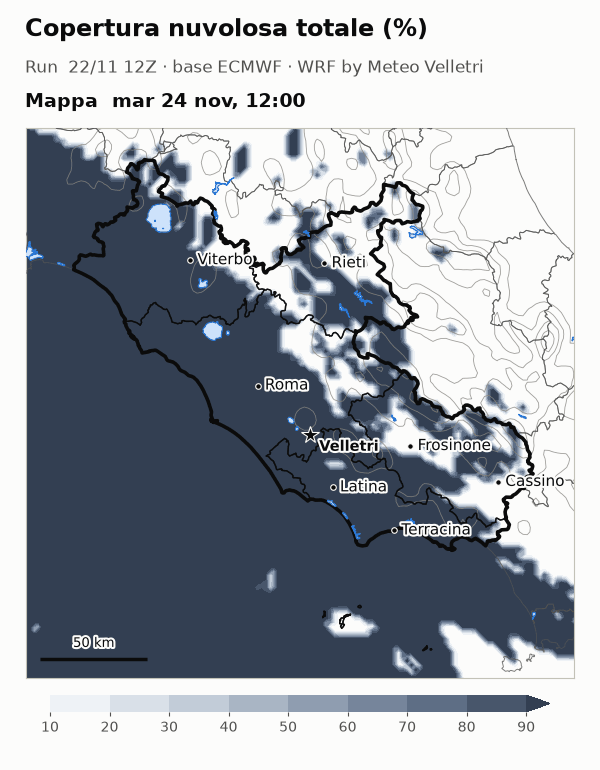 Copertura nuvolosa totale (%)
Run  22/11 12Z · base ECMWF · WRF by Meteo Velletri
Mappa  mar 24 nov, 12:00
Viterbo
Rieti
Roma
Velletri
Frosinone
Cassino
Latina
Terracina
50 km
10 20 30 40 50 60 70 80 90